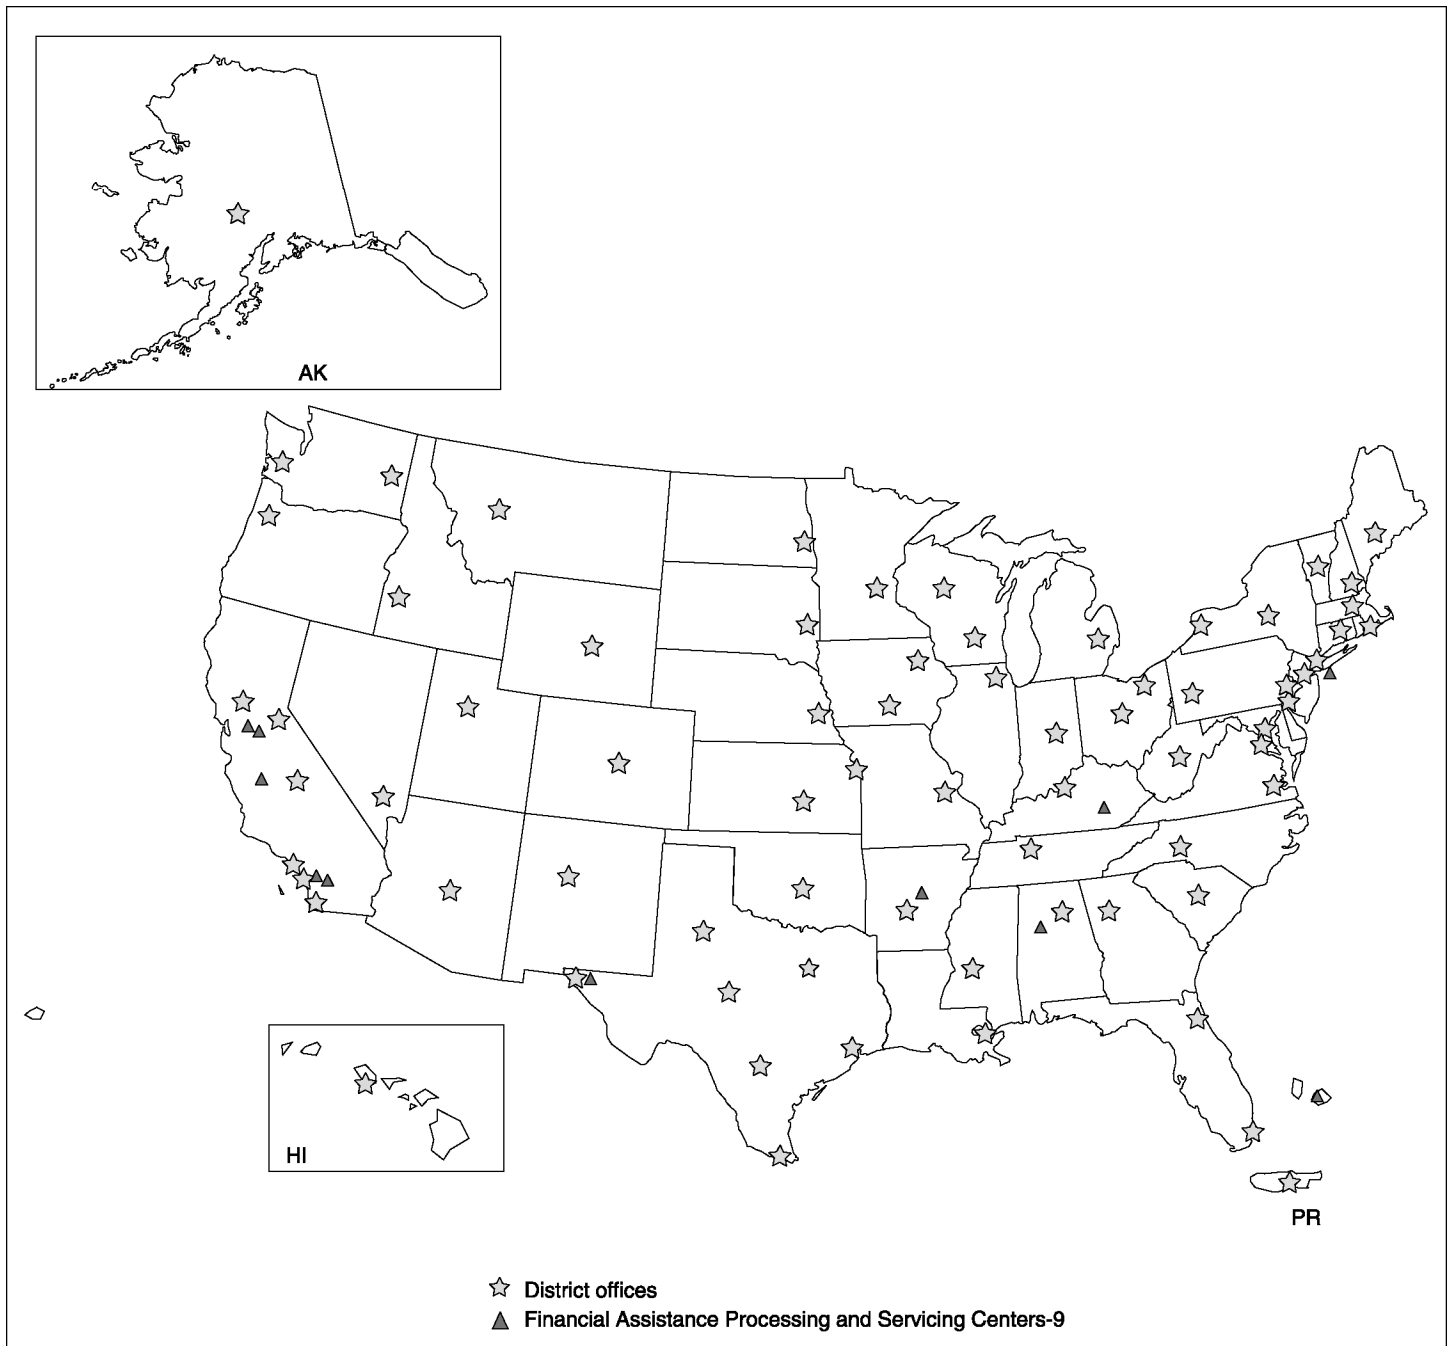 AK
HI
PR
District offices
Financial Assistance Processing and Servicing Centers-9